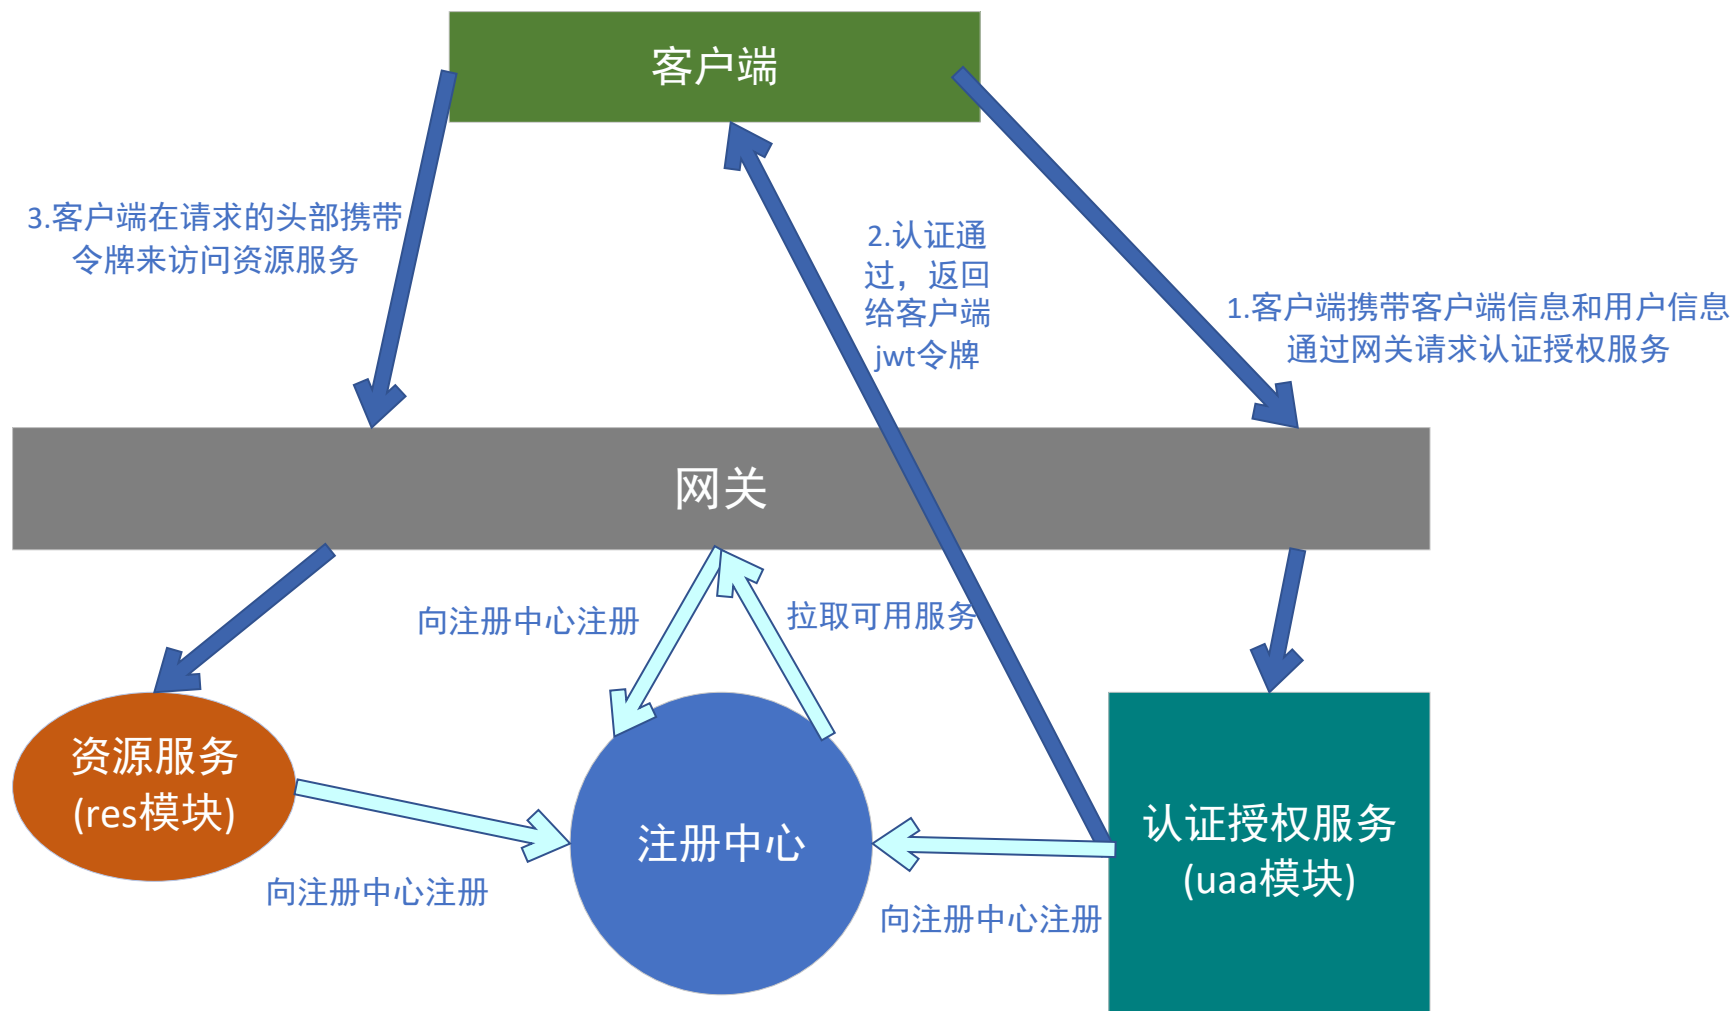 客户端
3.客户端在请求的头部携带
令牌来访问资源服务
2.认证通
过，返回
给客户端
jwt令牌
1.客户端携带客户端信息和用户信息
通过网关请求认证授权服务
网关
向注册中心注册
拉取可用服务
资源服务
(res模块)
注册中心
认证授权服务
(uaa模块)
向注册中心注册
向注册中心注册